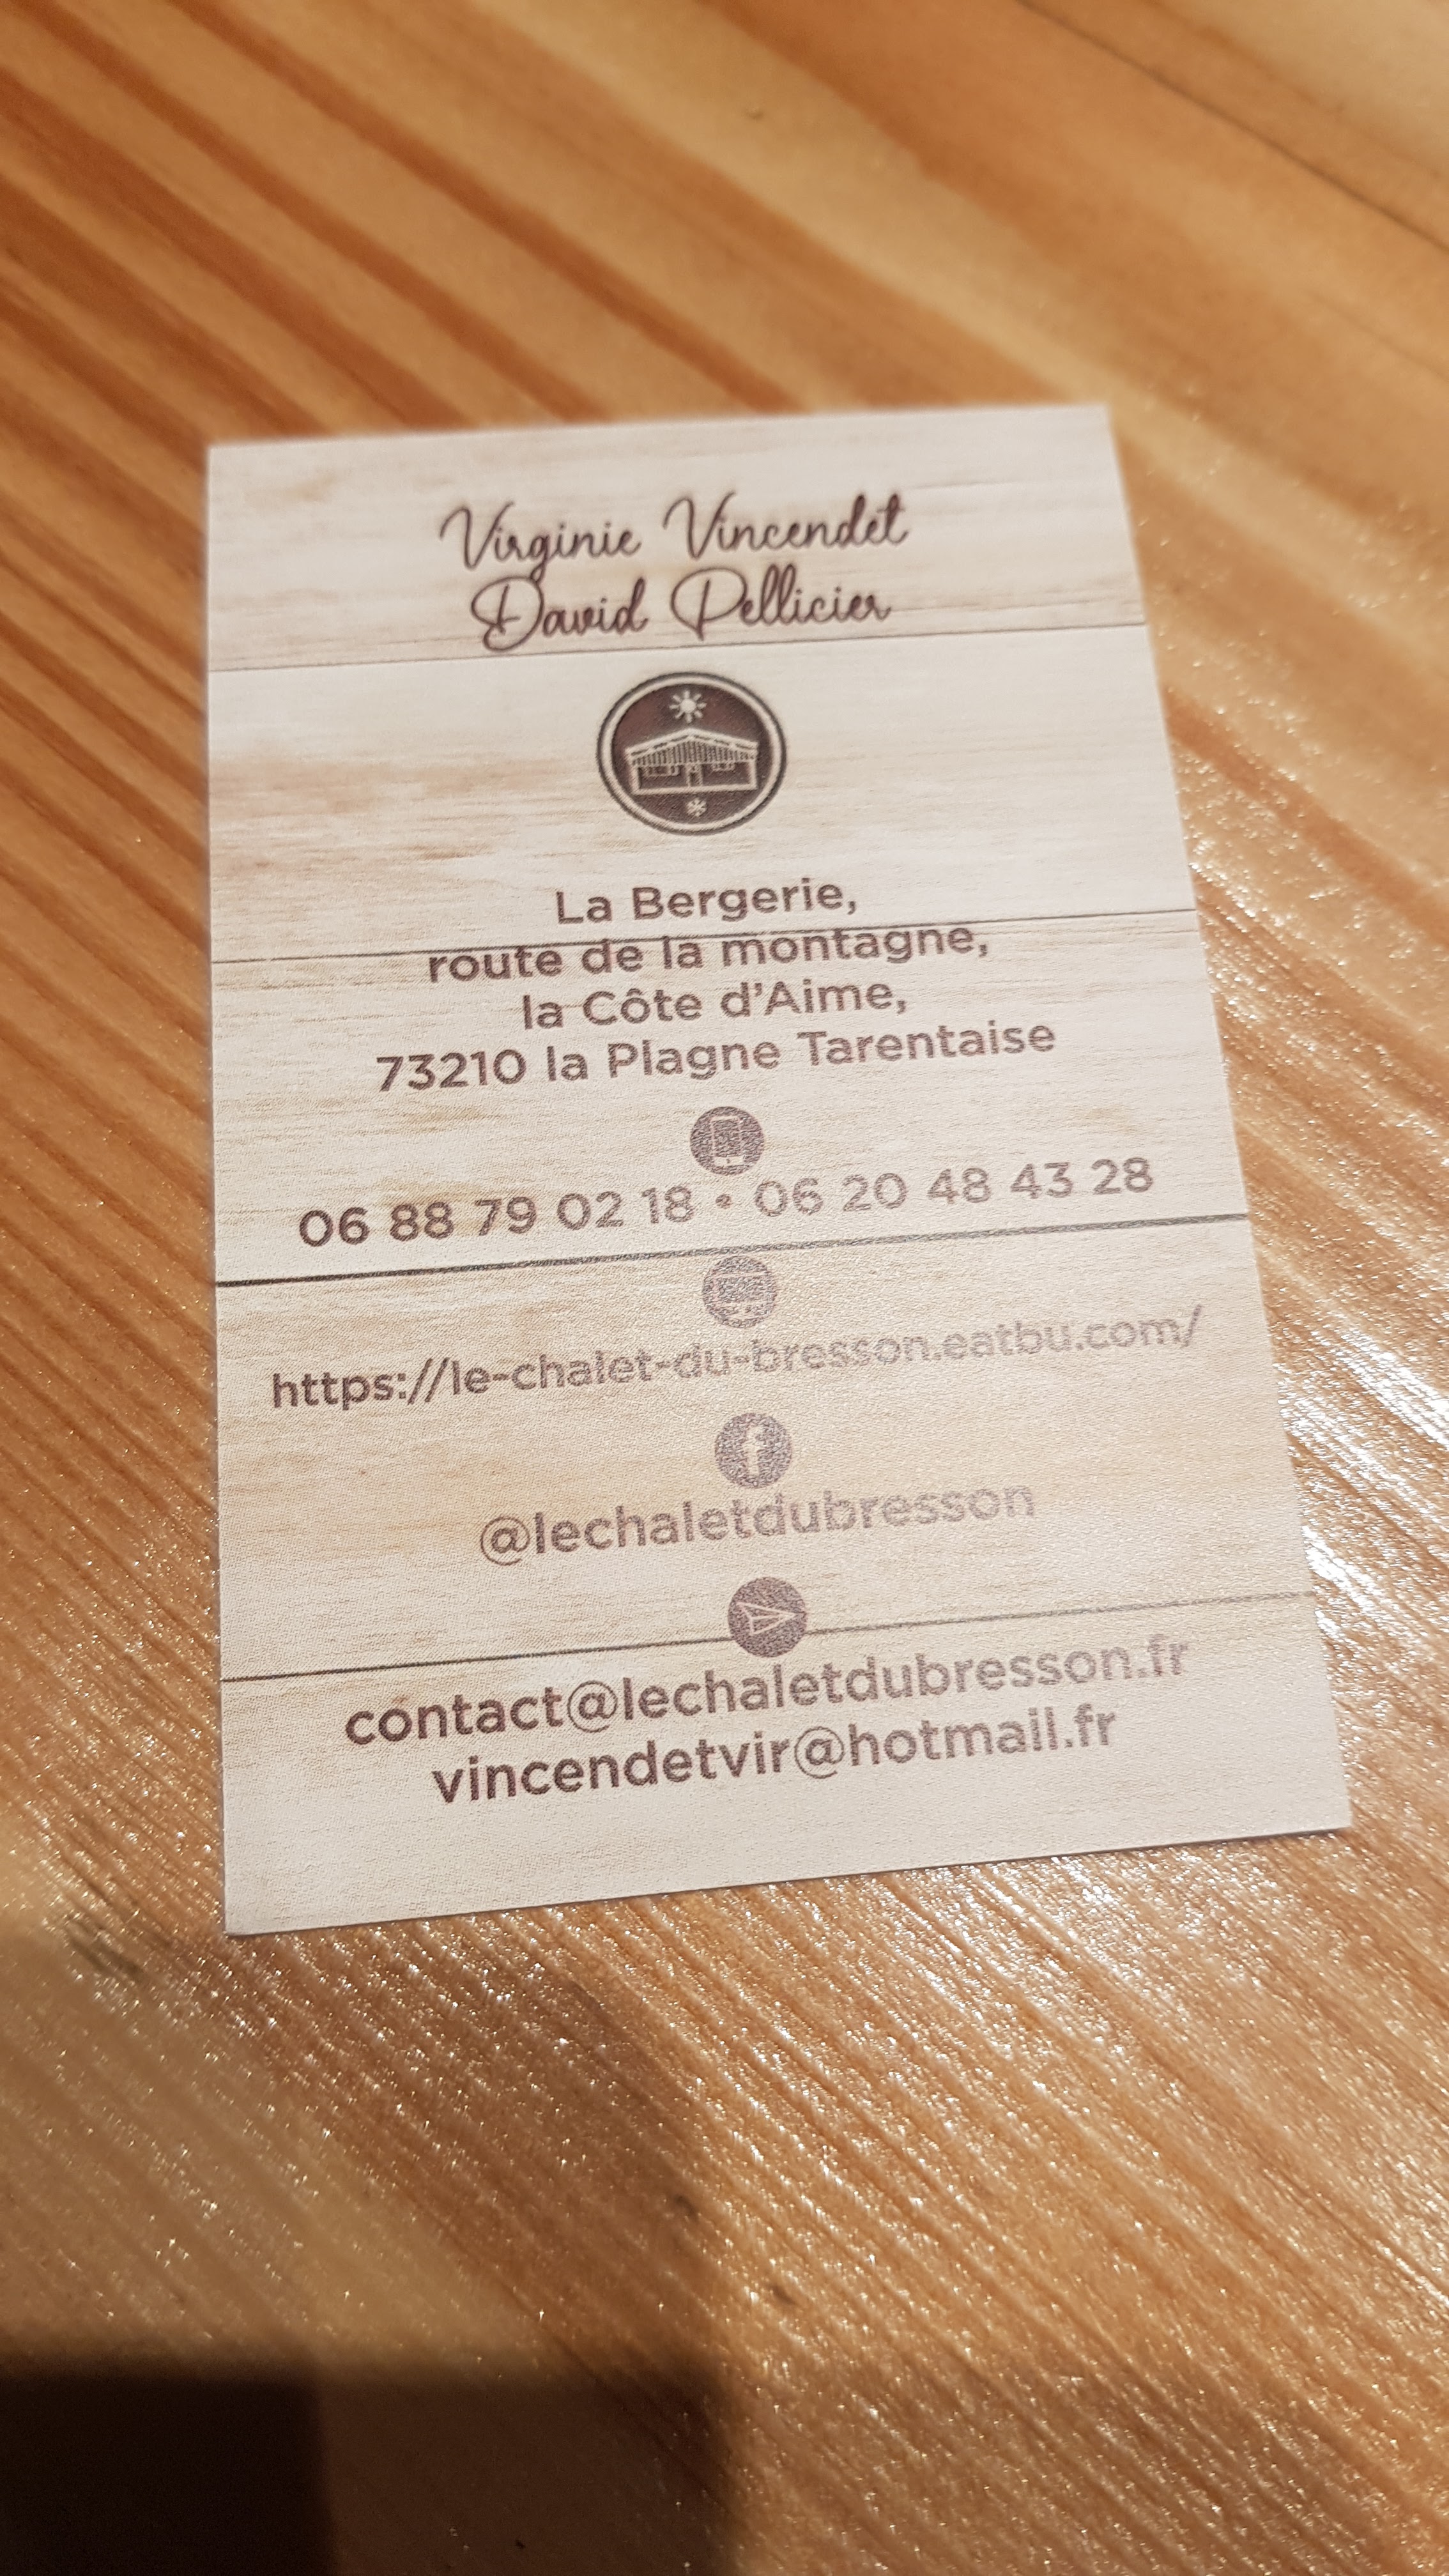 Virginie Vincendet
David Pellicier
La Bergerie,
route de la montagne,
la Côte d'Aime,
73210 la Plagne Tarentaise
06 88 79 02 18 • 06 20 48 43 28
https://le-chalet-du-bresson.eatbu.com/
@lechaletdubresson
contact@lechaletdubresson.fr
vincendetvir@hotmail.fr